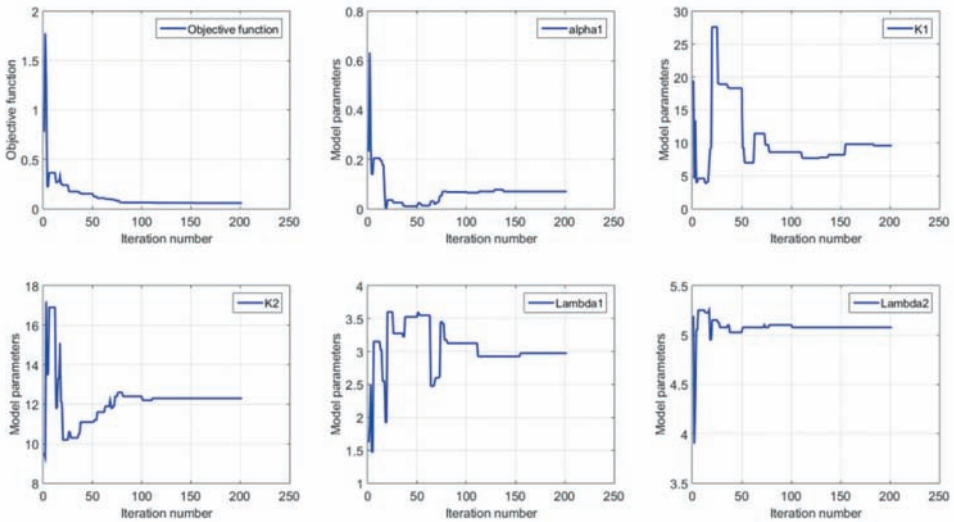 Objective function
Objective function
2
1.5
1
0.5
0
0 50 100 150 200 250
Iteration number
alpha1
Model parameters
0.8
0.6
0.4
0.2
0
0 50 100 150 200 250
Iteration number
K1
Model parameters
30
25
20
15
10
5
0
0 50 100 150 200 250
Iteration number
K2
Model parameters
18
16
14
12
10
8
0 50 100 150 200 250
Iteration number
Lambda1
Model parameters
4
3.5
3
2.5
2
1.5
1
0 50 100 150 200 250
Iteration number
Lambda2
Model parameters
5.5
5
4.5
4
3.5
0 50 100 150 200 250
Iteration number